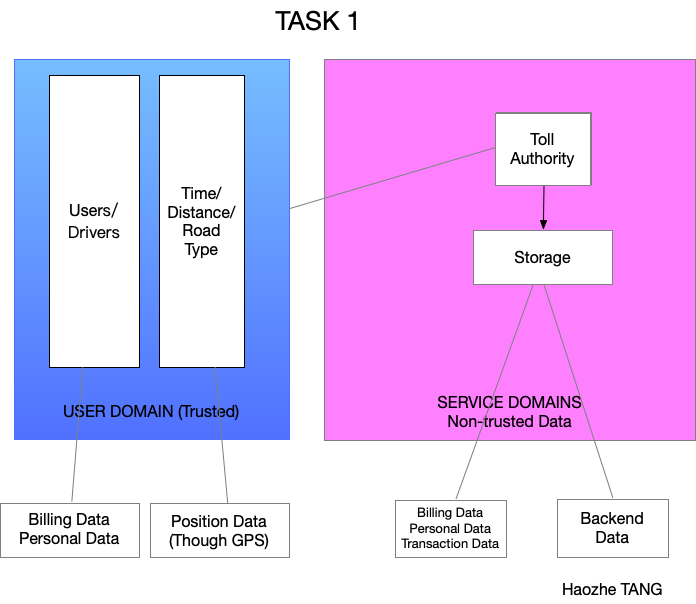 TASK 1
Users/
Drivers
Time/
Distance/
Road
Type
USER DOMAIN (Trusted)
Toll
Authority
Storage
SERVICE DOMAINS
Non-trusted Data
Billing Data
Personal Data
Position Data
(Though GPS)
Billing Data
Personal Data
Transaction Data
Backend
Data
Haozhe TANG